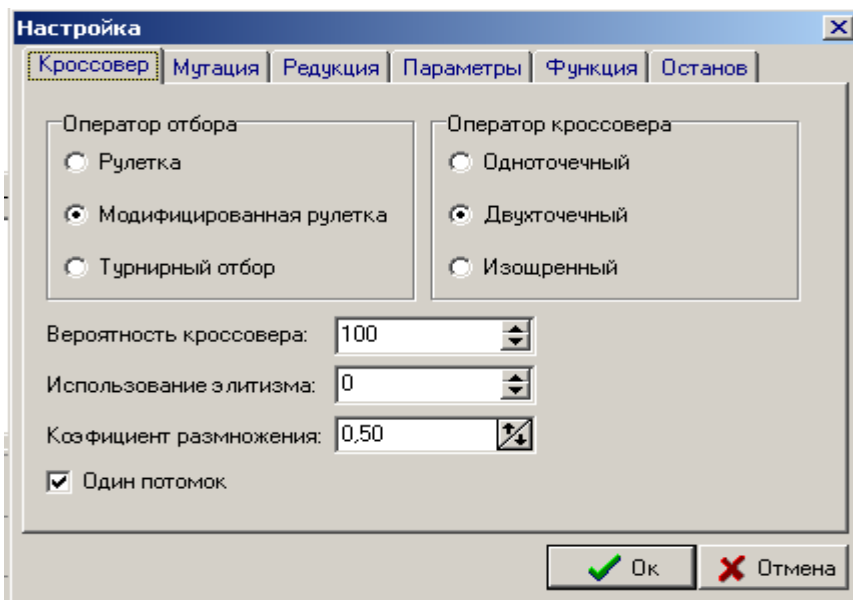 Настройка
Кроссовер Мутация Редукция Параметры Функция Останов
Оператор отбора Оператор кроссовера
Рулетка Одноточечный
Модифицированная рулетка Двухточечный
Турнирный отбор Изощренный
Вероятность кроссовера: 100
Использование элитизма: 0
Коэфициент размножения: 0,50
Один потомок
Ок Отмена